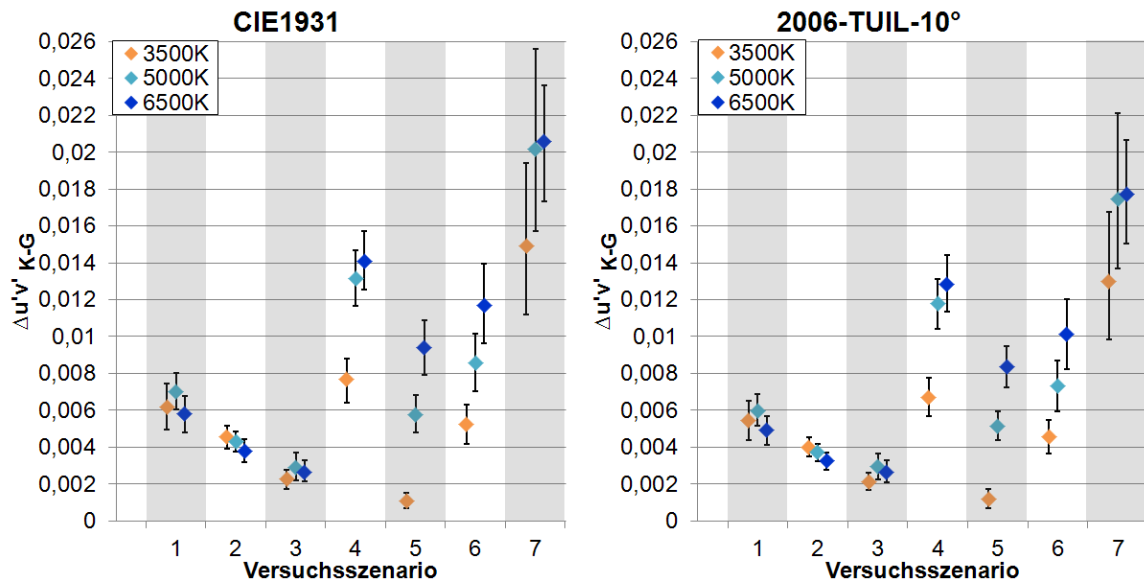 CIE1931
0,026
0,024
0,022
0,02
0,018
0,016
0,014
0,012
0,01
0,008
0,006
0,004
0,002
0
Δu'v' K-G
3500K
5000K
6500K
1 2 3 4 5 6 7
Versuchsszenario
2006-TUIL-10°
0,026
0,024
0,022
0,02
0,018
0,016
0,014
0,012
0,01
0,008
0,006
0,004
0,002
0
Δu'v' K-G
3500K
5000K
6500K
1 2 3 4 5 6 7
Versuchsszenario